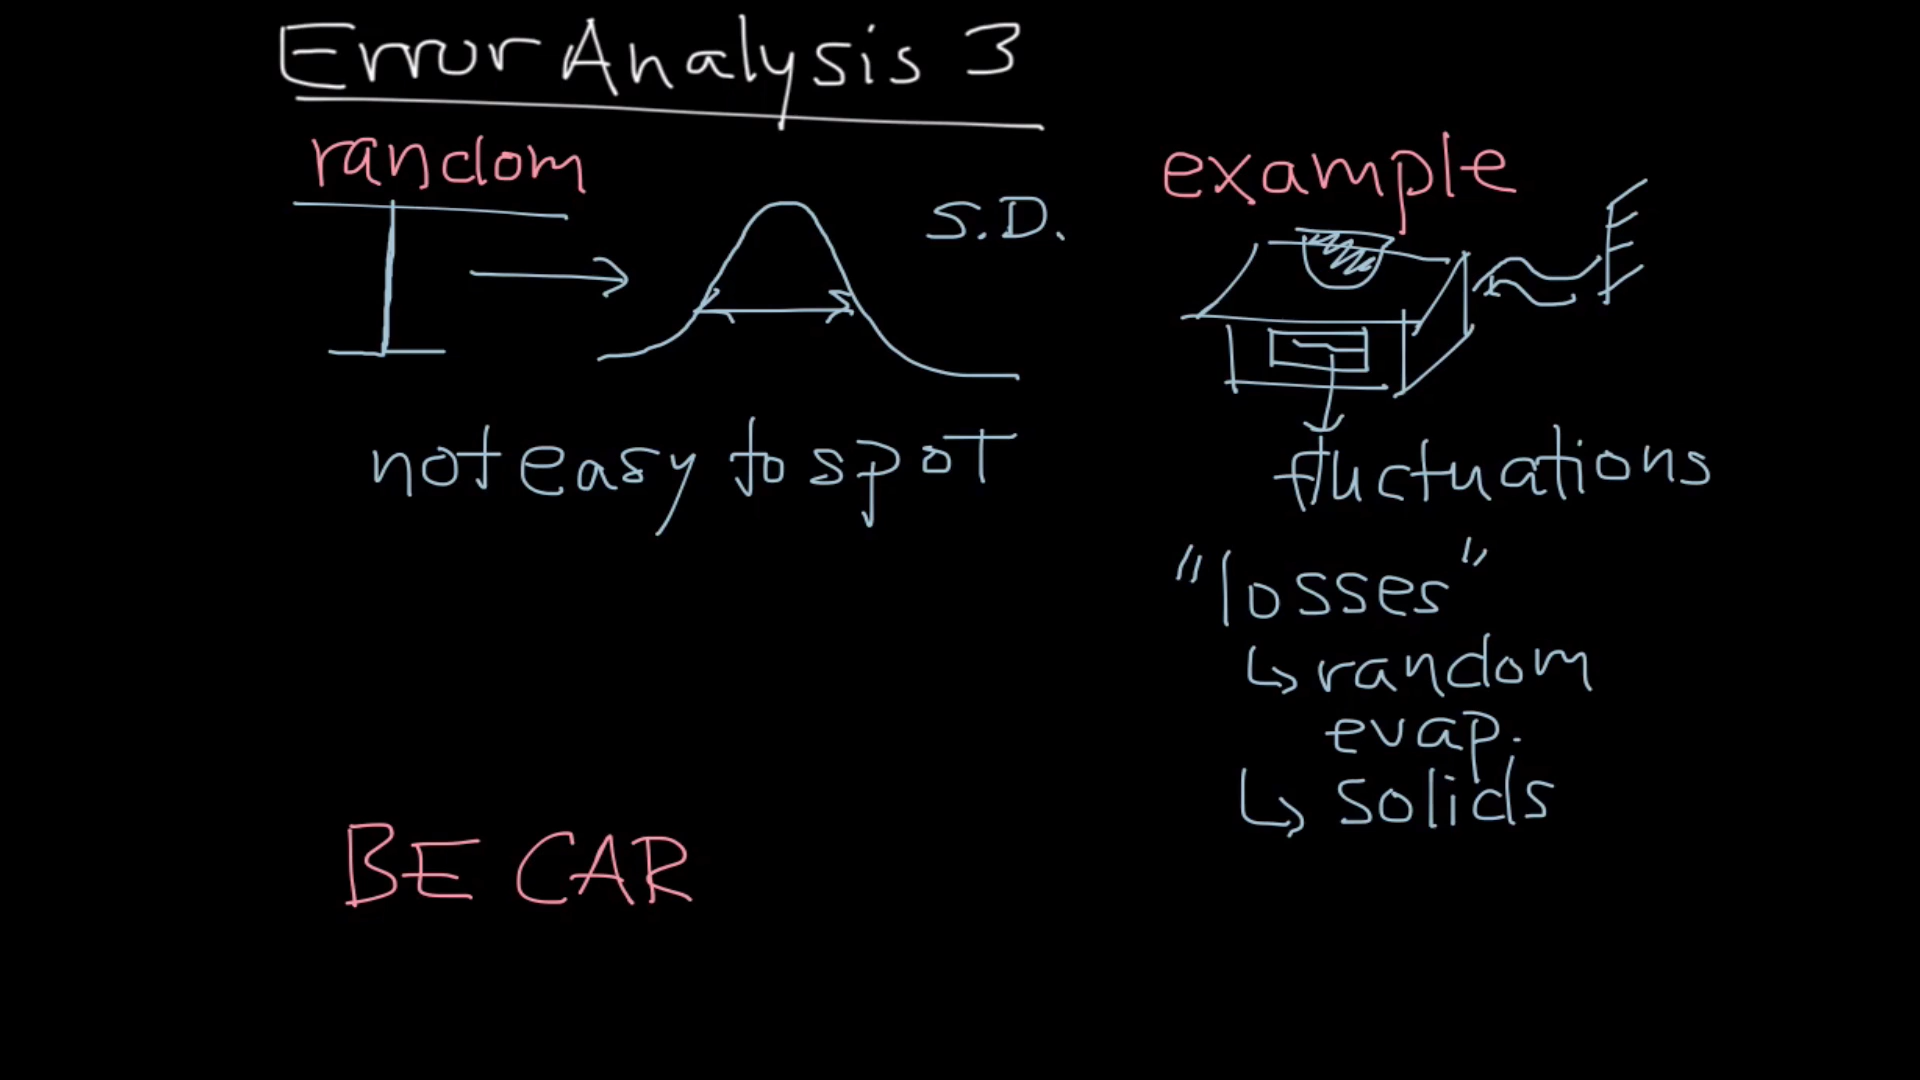 Error Analysis 3
random
S.D.
not easy to spot
BE CAR
example
fluctuations
"losses"
↳ random
evap.
↳ solids